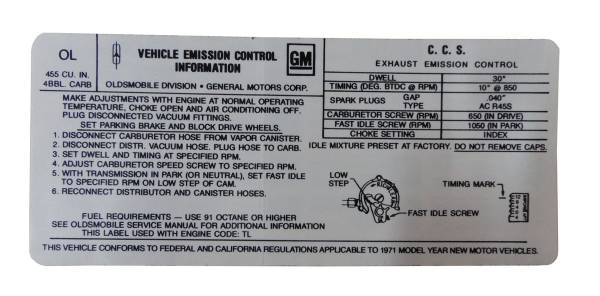 OL
455 CU. IN.
4BBL. CARB
VEHICLE EMISSION CONTROL
INFORMATION
GM
OLDSMOBILE DIVISION • GENERAL MOTORS CORP.
MAKE ADJUSTMENTS WITH ENGINE AT NORMAL OPERATING
TEMPERATURE, CHOKE OPEN AND AIR CONDITIONING OFF.
PLUG DISCONNECTED VACUUM FITTINGS.
SET PARKING BRAKE AND BLOCK DRIVE WHEELS.
1. DISCONNECT CARBURETOR HOSE FROM VAPOR CANISTER.
2. DISCONNECT DISTR. VACUUM HOSE. PLUG HOSE TO CARB.
3. SET DWELL AND TIMING AT SPECIFIED RPM.
4. ADJUST CARBURETOR SPEED SCREW TO SPECIFIED RPM.
5. WITH TRANSMISSION IN PARK (OR NEUTRAL), SET FAST IDLE
TO SPECIFIED RPM ON LOW STEP OF CAM.
6. RECONNECT DISTRIBUTOR AND CANISTER HOSES.
FUEL REQUIREMENTS — USE 91 OCTANE OR HIGHER
SEE OLDSMOBILE SERVICE MANUAL FOR ADDITIONAL INFORMATION
THIS LABEL USED WITH ENGINE CODE: TL
C. C. S.
EXHAUST EMISSION CONTROL
DWELL 30°
TIMING (DEG. BTDC @ RPM) 10° @ 850
SPARK PLUGS GAP .040"
TYPE AC R45S
CARBURETOR SCREW (RPM) 650 (IN DRIVE)
FAST IDLE SCREW (RPM) 1050 (IN PARK)
CHOKE SETTING INDEX
IDLE MIXTURE PRESET AT FACTORY. DO NOT REMOVE CAPS.
LOW
STEP
TIMING MARK
FAST IDLE SCREW
THIS VEHICLE CONFORMS TO FEDERAL AND CALIFORNIA REGULATIONS APPLICABLE TO 1971 MODEL YEAR NEW MOTOR VEHICLES.